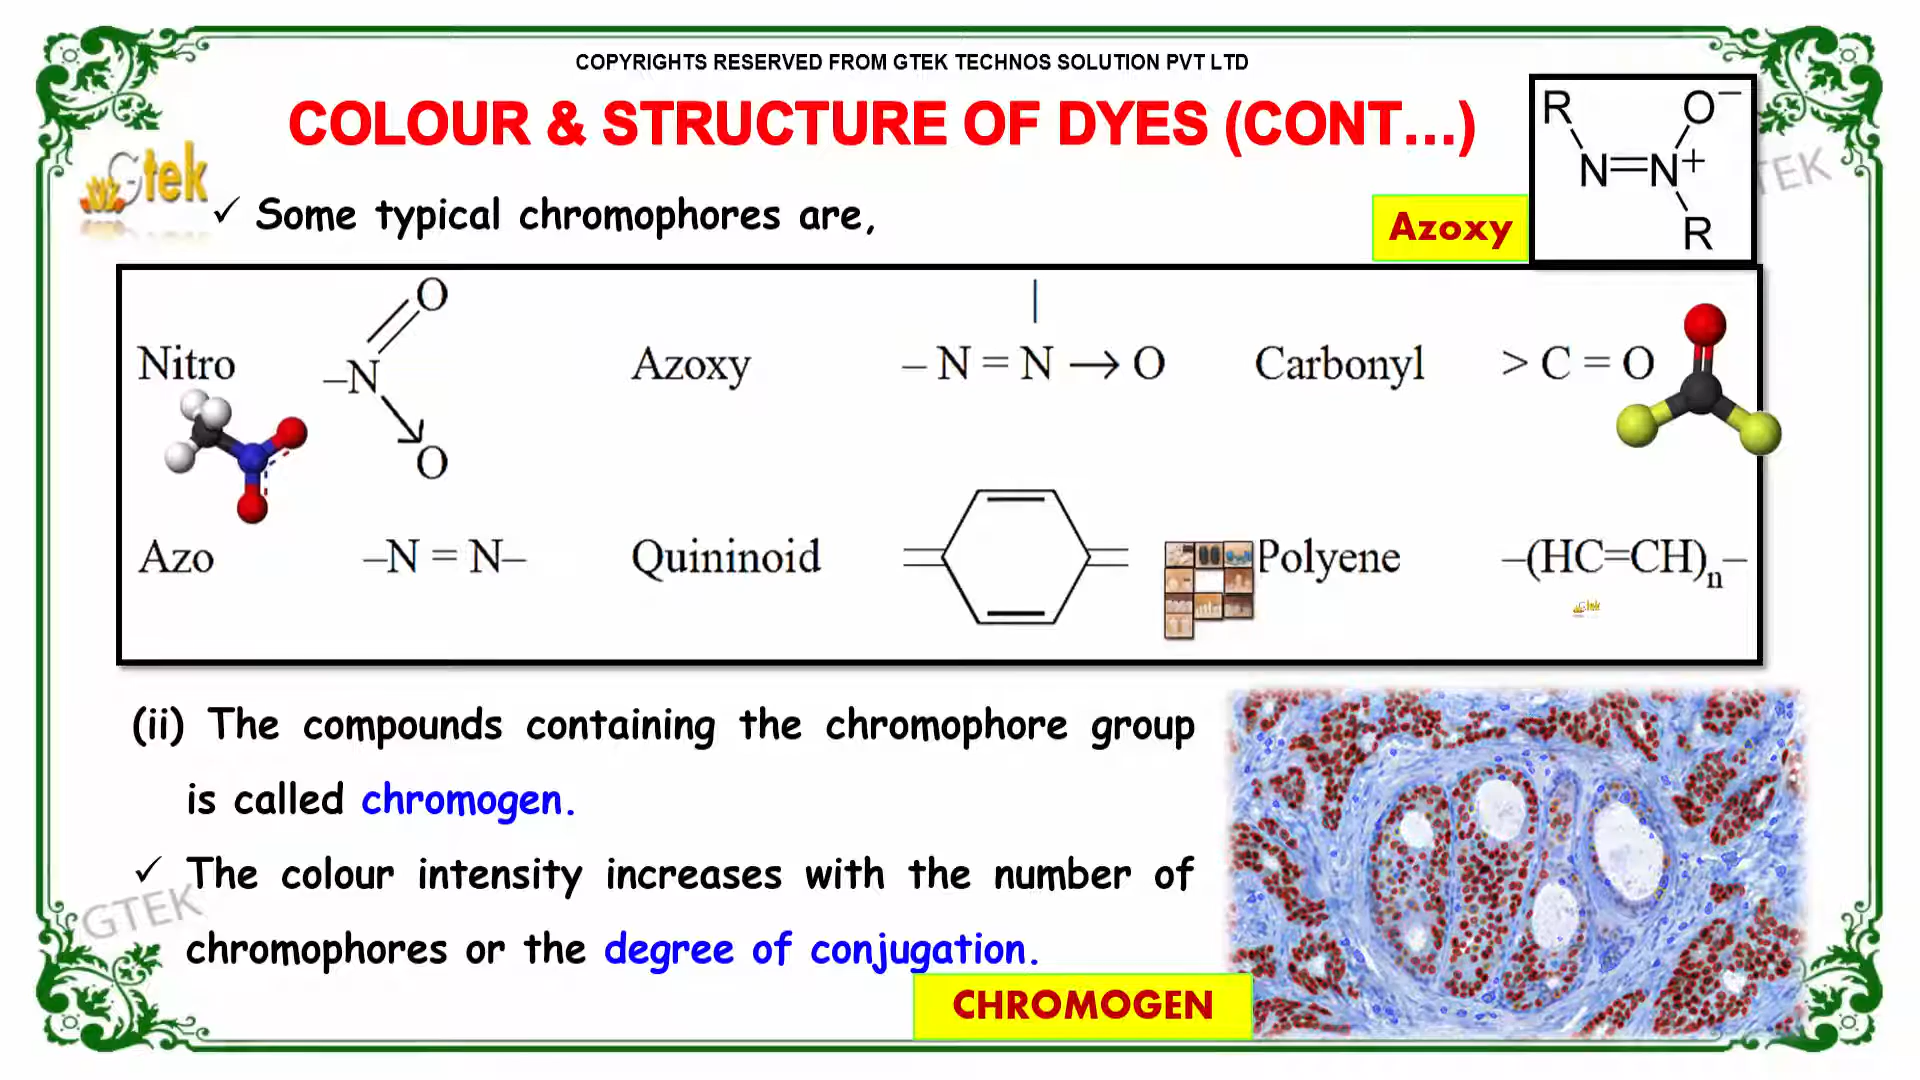 COPYRIGHTS RESERVED FROM GTEK TECHNOS SOLUTION PVT LTD
COLOUR & STRUCTURE OF DYES (CONT...)
Gtek
✓ Some typical chromophores are,
Azoxy
R O⁻
N=N⁺
R
GTEK
Nitro –N O O
Azoxy – N = N → O
Carbonyl > C = O
Azo –N = N–
Quininoid
Polyene –(HC=CH)n–
Gtek
(ii) The compounds containing the chromophore group
is called chromogen.
✓ The colour intensity increases with the number of
chromophores or the degree of conjugation.
GTEK
CHROMOGEN